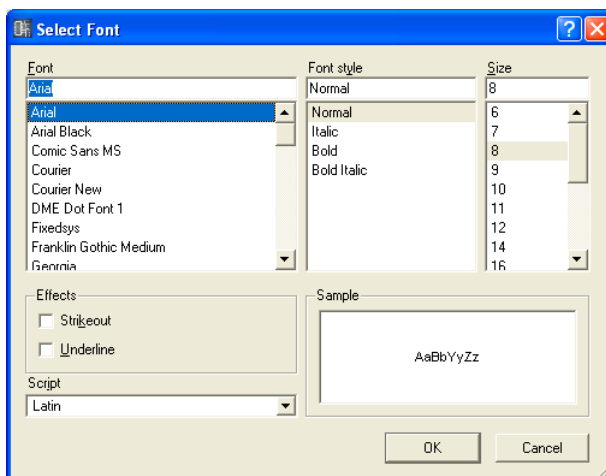 Select Font
Font
Arial
Arial
Arial Black
Comic Sans MS
Courier
Courier New
DME Dot Font 1
Fixedsys
Franklin Gothic Medium
Georgia
Font style
Normal
Normal
Italic
Bold
Bold Italic
Size
8
6
7
8
9
10
11
12
14
16
Effects
Strikeout
Underline
Script
Latin
Sample
AaBbYyZz
OK
Cancel